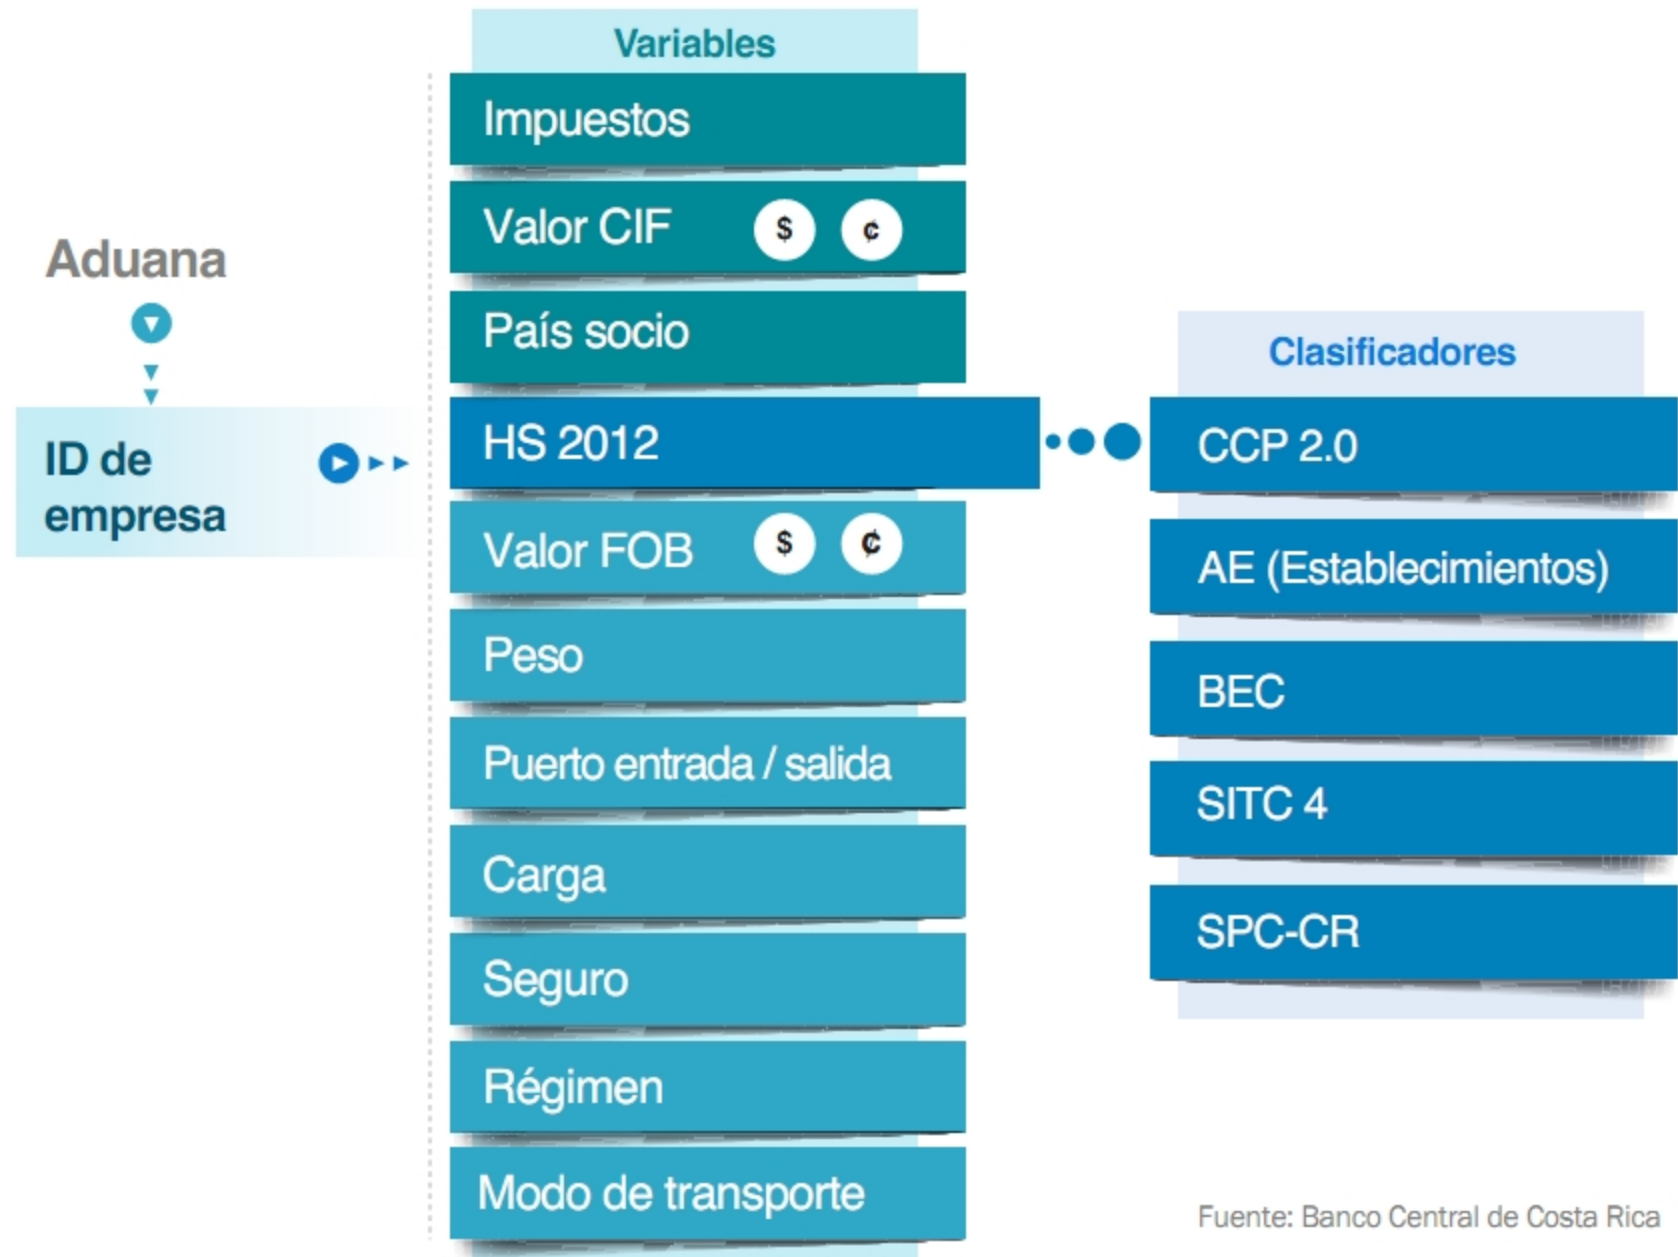 Aduana
ID de
empresa
Variables
Impuestos
Valor CIF $ ¢
País socio
HS 2012
Valor FOB $ ₡
Peso
Puerto entrada / salida
Carga
Seguro
Régimen
Modo de transporte
Clasificadores
CCP 2.0
AE (Establecimientos)
BEC
SITC 4
SPC-CR
Fuente: Banco Central de Costa Rica